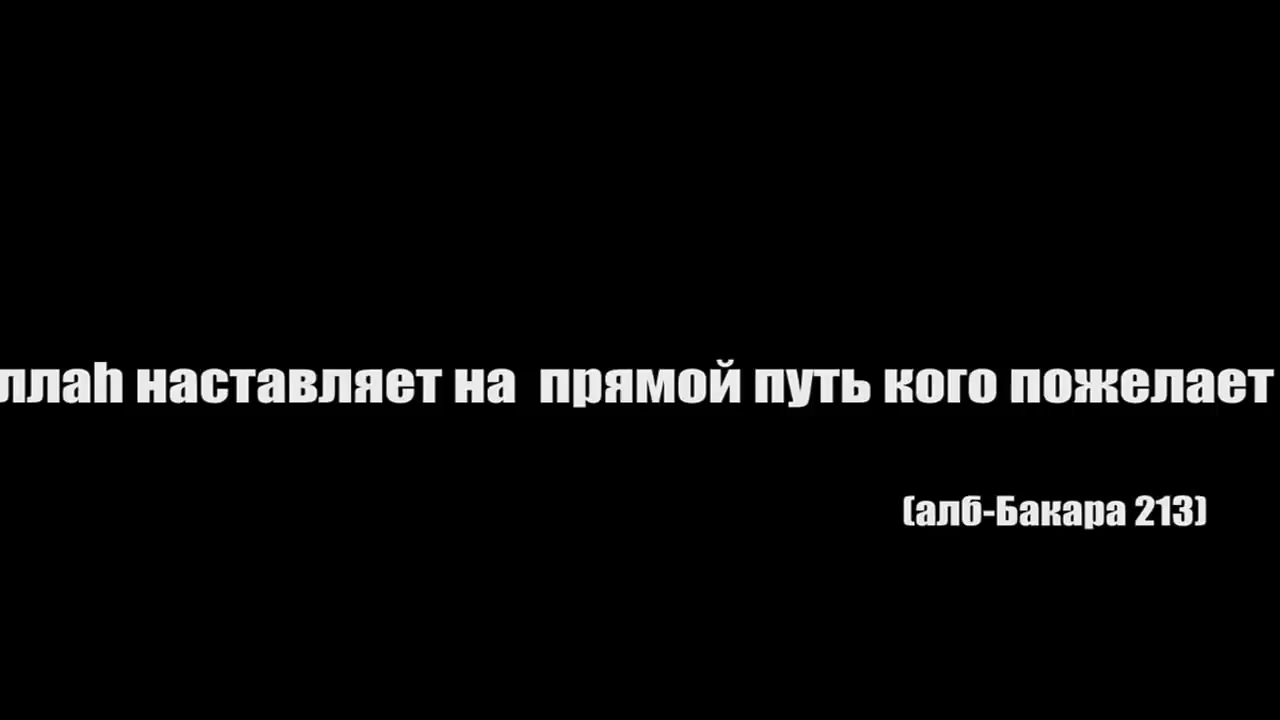 ллаh наставляет на прямой путь кого пожелает
(алб-Бакара 213)